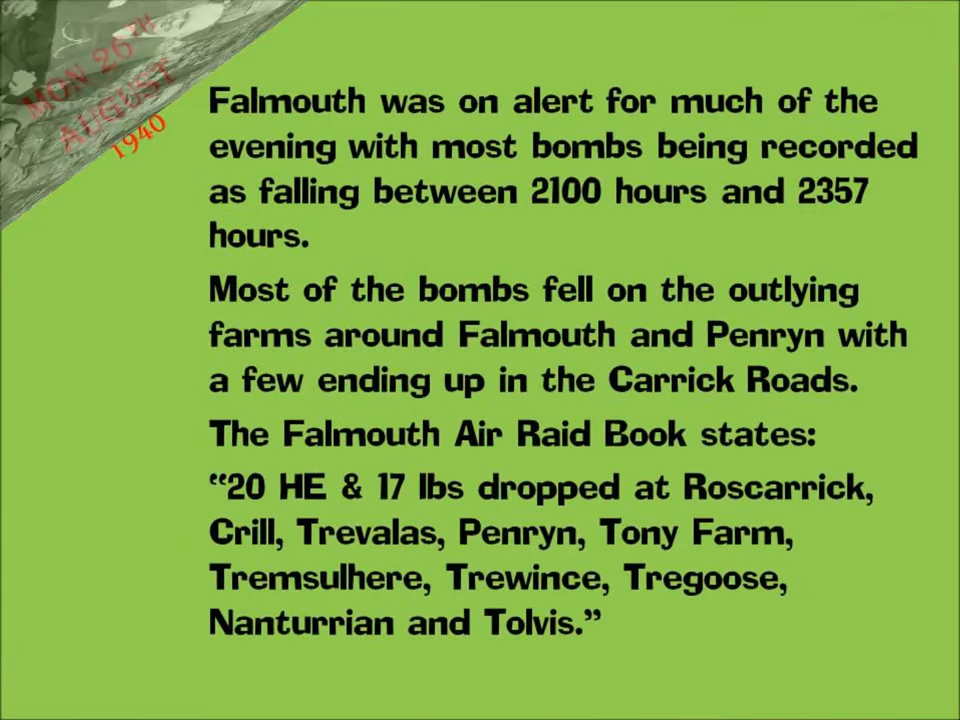 MON 26TH
AUGUST
1940
Falmouth was on alert for much of the
evening with most bombs being recorded
as falling between 2100 hours and 2357
hours.
Most of the bombs fell on the outlying
farms around Falmouth and Penryn with
a few ending up in the Carrick Roads.
The Falmouth Air Raid Book states:
“20 HE & 17 lbs dropped at Roscarrick,
Crill, Trevalas, Penryn, Tony Farm,
Tremsulhere, Trewince, Tregoose,
Nanturrian and Tolvis.”